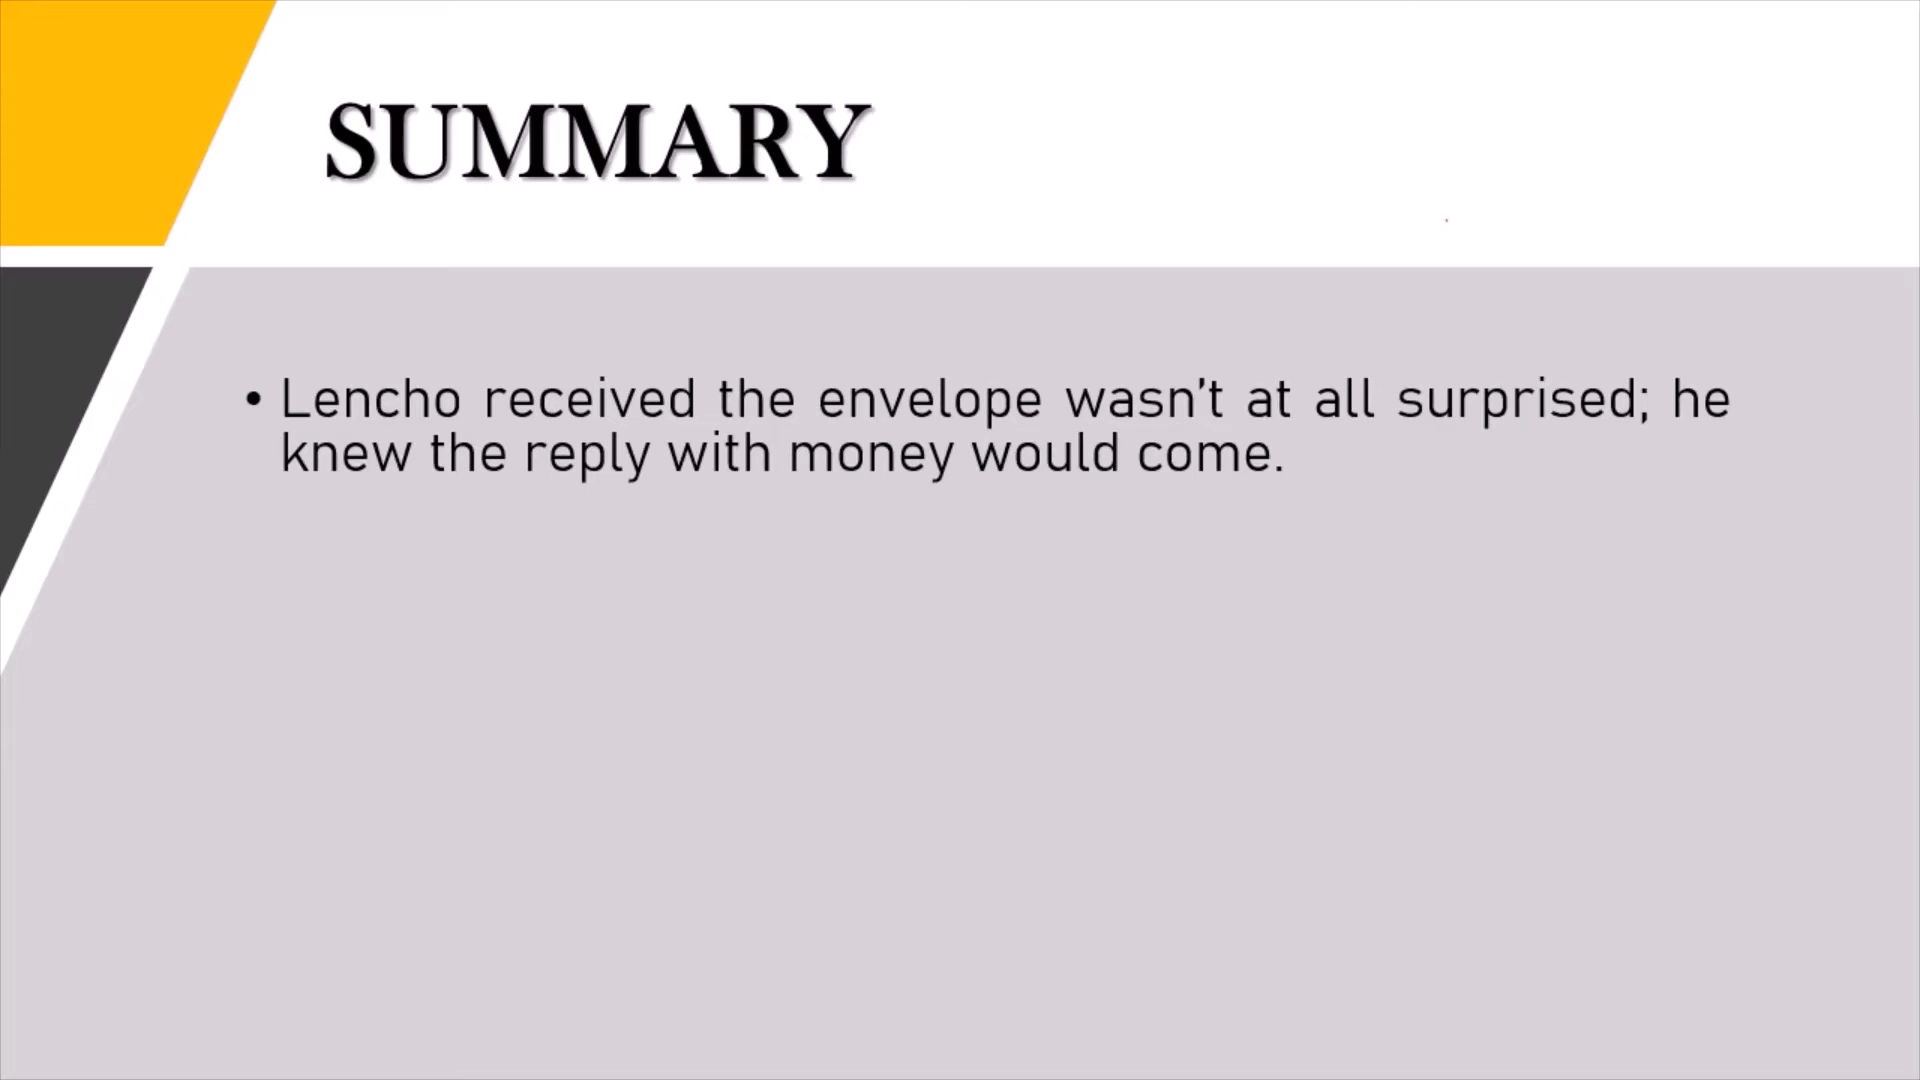 SUMMARY
• Lencho received the envelope wasn't at all surprised; he
knew the reply with money would come.